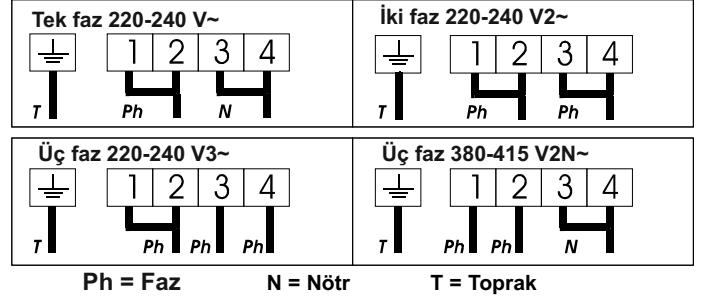 Tek faz 220-240 V~
1 2 3 4
T Ph N
İki faz 220-240 V2~
1 2 3 4
T Ph Ph
Üç faz 220-240 V3~
1 2 3 4
T Ph Ph Ph
Üç faz 380-415 V2N~
1 2 3 4
T Ph Ph N
Ph = Faz N = Nötr T = Toprak